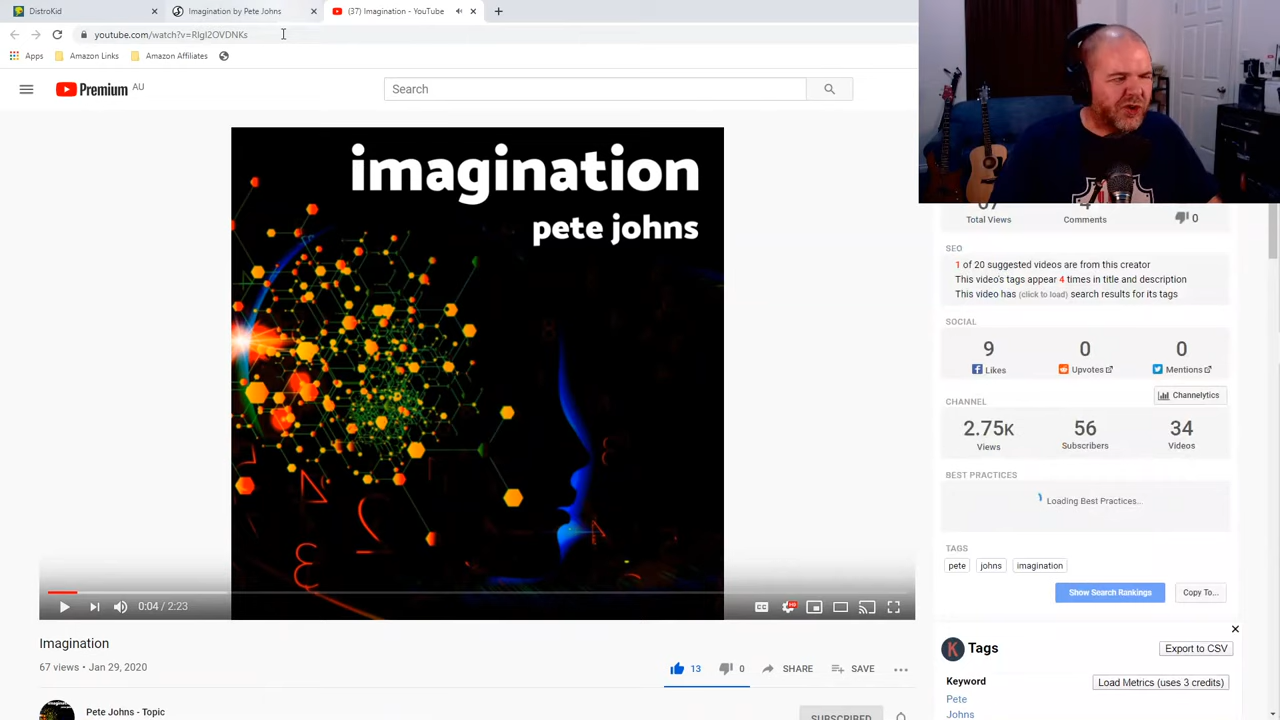 DistroKid
Imagination by Pete Johns
(37) Imagination - YouTube
youtube.com/watch?v=RIgI2OVDNKs
Apps
Amazon Links
Amazon Affiliates
Premium AU
Search
imagination
pete johns
0:04 / 2:23
CC
HD
Imagination
67 views • Jan 29, 2020
13
0
SHARE
SAVE
Pete Johns - Topic
SUBSCRIBED
Total Views
Comments
0
SEO
1 of 20 suggested videos are from this creator
This video's tags appear 4 times in title and description
This video has (click to load) search results for its tags
SOCIAL
9 0 0
Likes Upvotes Mentions
CHANNEL
Channelytics
2.75K 56 34
Views Subscribers Videos
BEST PRACTICES
Loading Best Practices...
TAGS
pete johns imagination
Show Search Rankings
Copy To...
K Tags
Export to CSV
Keyword
Load Metrics (uses 3 credits)
Pete
Johns